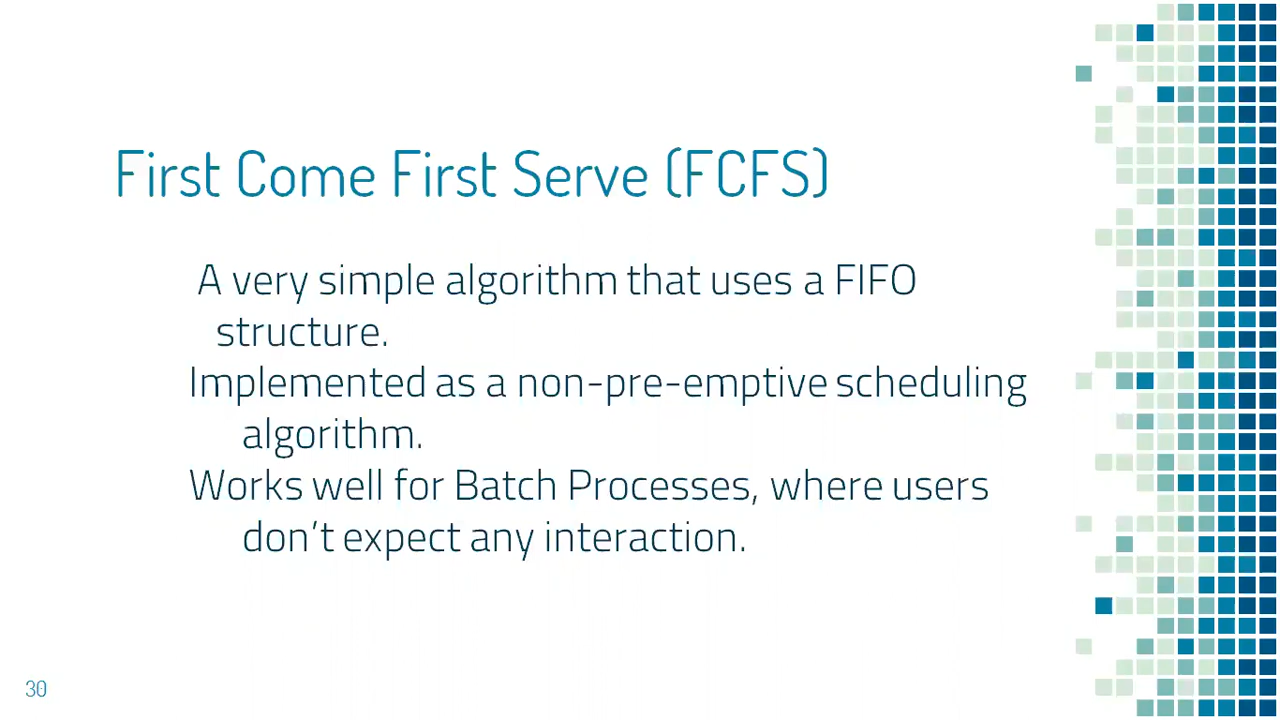 First Come First Serve (FCFS)
A very simple algorithm that uses a FIFO
structure.
Implemented as a non-pre-emptive scheduling
algorithm.
Works well for Batch Processes, where users
don’t expect any interaction.
30